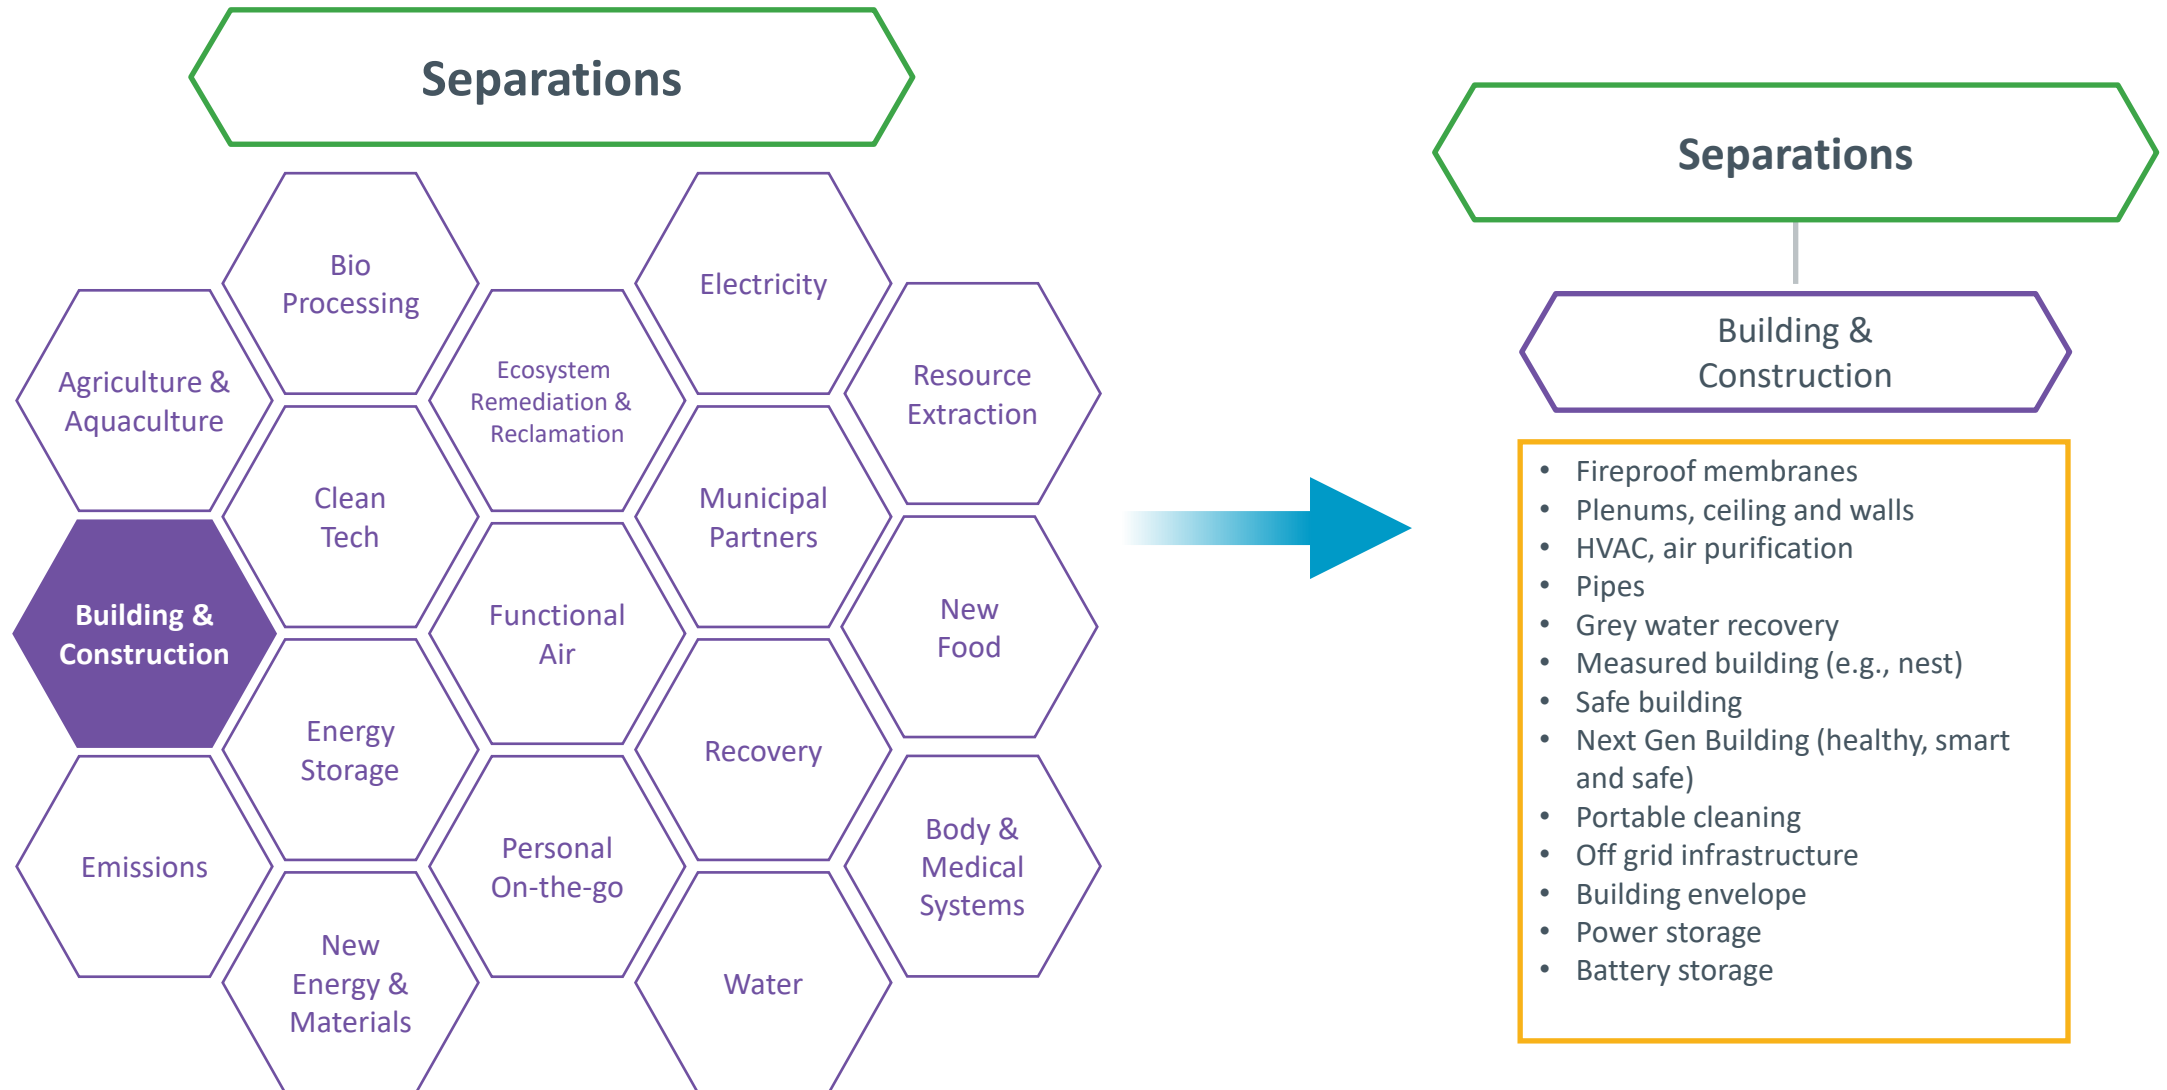 Separations
Bio
Processing
Electricity
Agriculture &
Aquaculture
Ecosystem
Remediation &
Reclamation
Resource
Extraction
Clean
Tech
Municipal
Partners
Building &
Construction
Functional
Air
New
Food
Energy
Storage
Recovery
Emissions
Personal
On-the-go
Body &
Medical
Systems
New
Energy &
Materials
Water
Separations
Building &
Construction
• Fireproof membranes
• Plenums, ceiling and walls
• HVAC, air purification
• Pipes
• Grey water recovery
• Measured building (e.g., nest)
• Safe building
• Next Gen Building (healthy, smart
and safe)
• Portable cleaning
• Off grid infrastructure
• Building envelope
• Power storage
• Battery storage